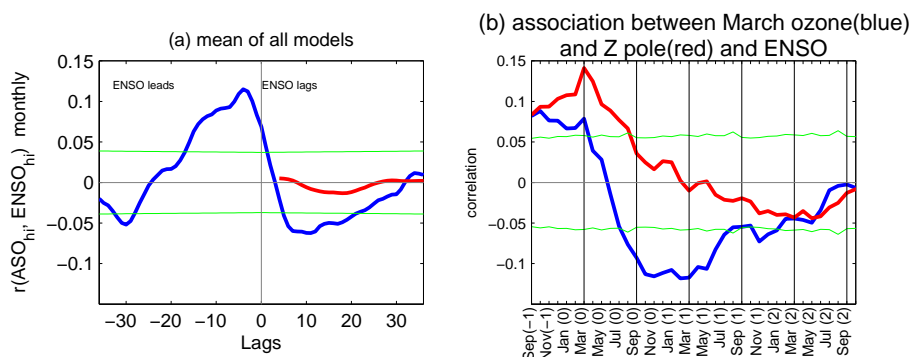 (a) mean of all models
ENSO leads
ENSO lags
r(ASO_hi, ENSO_hi) monthly
0.15
0.1
0.05
0
−0.05
−0.1
−30
−20
−10
0
10
20
30
Lags
(b) association between March ozone(blue)
and Z pole(red) and ENSO
correlation
0.15
0.1
0.05
0
−0.05
−0.1
Sep(−1)
Nov(−1)
Jan (0)
Mar (0)
May (0)
Jul (0)
Sep (0)
Nov (0)
Jan (1)
Mar (1)
May (1)
Jul (1)
Sep (1)
Nov (1)
Jan (2)
Mar (2)
May (2)
Jul (2)
Sep (2)